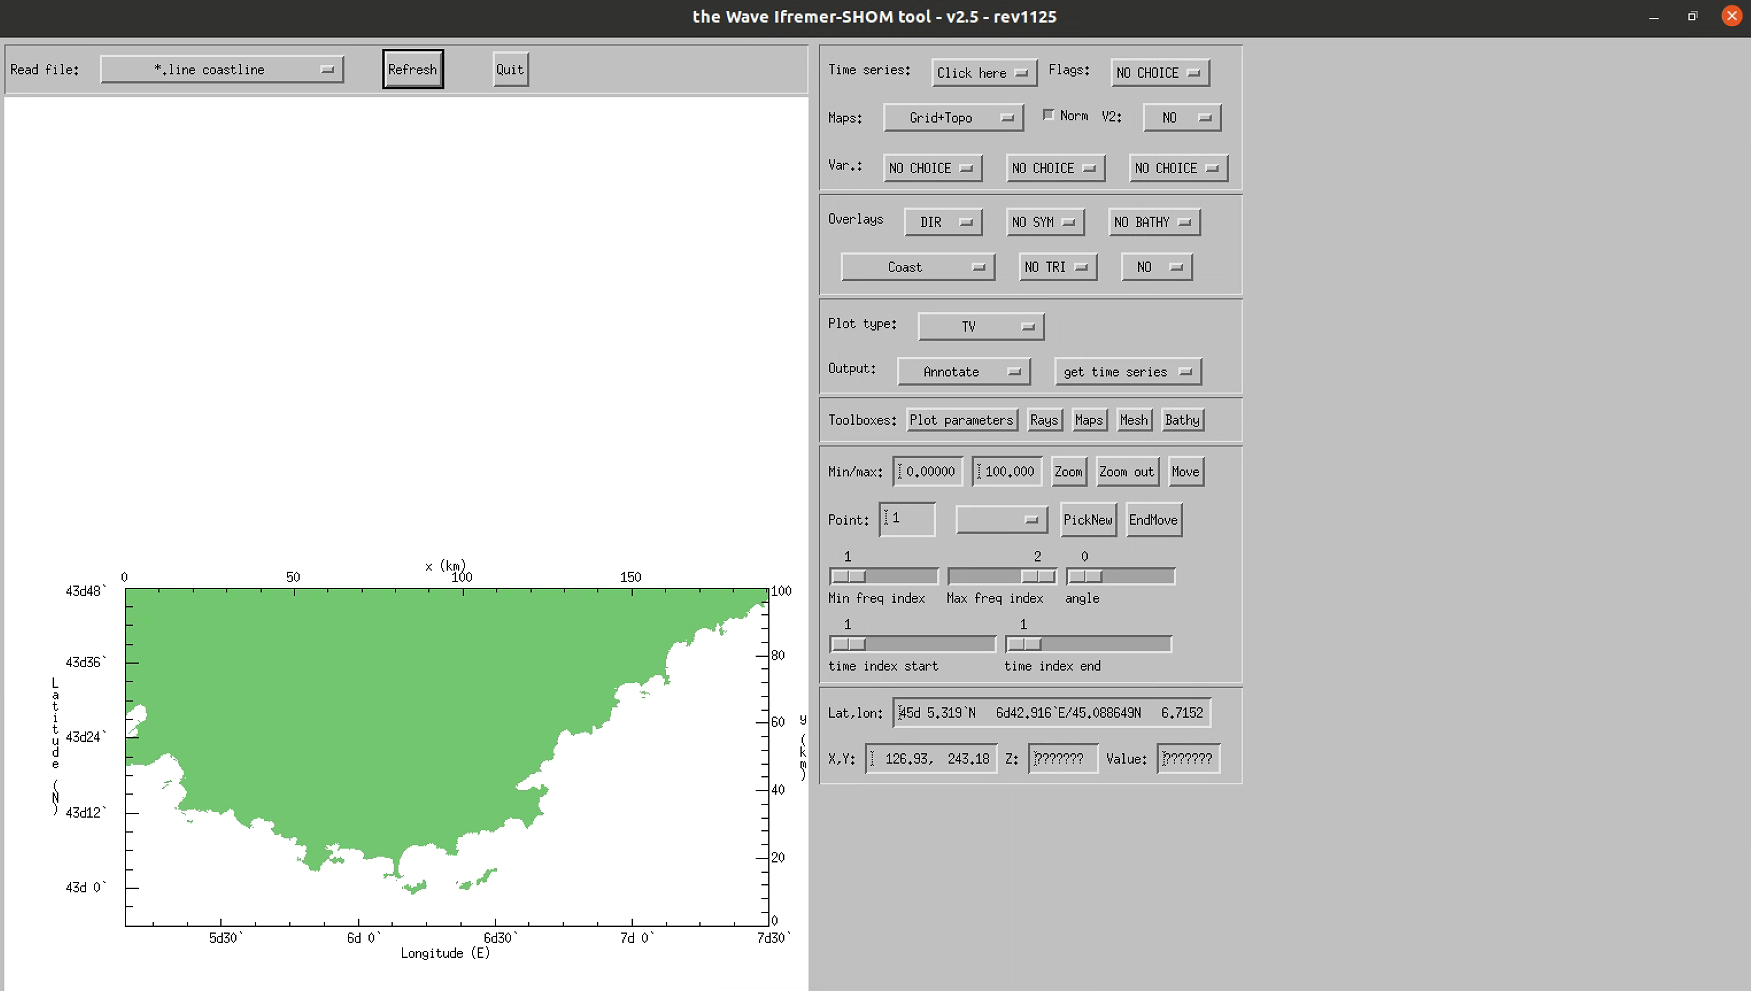 the Wave Ifremer-SHOM tool - v2.5 - rev1125
Read file: *.line coastline Refresh Quit
Time series: Click here Flags: NO CHOICE
Maps: Grid+Topo Norm V2: NO
Var.: NO CHOICE NO CHOICE NO CHOICE
Overlays DIR NO SYM NO BATHY
Coast NO TRI NO
Plot type: TV
Output: Annotate get time series
Toolboxes: Plot parameters Rays Maps Mesh Bathy
Min/max: 0.00000 100.000 Zoom Zoom out Move
Point: 1 PickNew EndMove
1 2 0
Min freq index Max freq index angle
1 1
time index start time index end
Lat,lon: 45d 5.319`N 6d42.916`E/45.088649N 6.7152
X,Y: 126.93, 243.18 Z: ??????? Value: ???????
x (km)
0 50 100 150
43d48`
43d36`
43d24`
43d12`
43d 0`
Latitude (N)
100
80
60
40
20
0
y (km)
5d30` 6d 0` 6d30` 7d 0` 7d30`
Longitude (E)